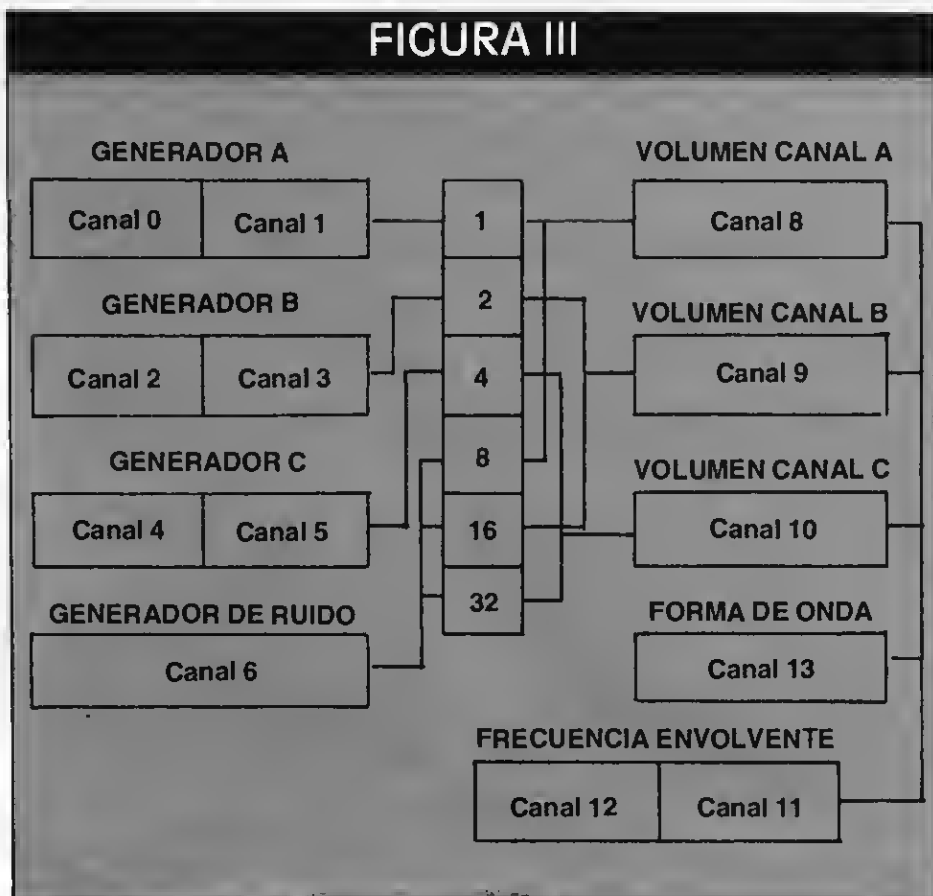 FIGURA III
GENERADOR A
Canal 0
Canal 1
GENERADOR B
Canal 2
Canal 3
GENERADOR C
Canal 4
Canal 5
GENERADOR DE RUIDO
Canal 6
1
2
4
8
16
32
VOLUMEN CANAL A
Canal 8
VOLUMEN CANAL B
Canal 9
VOLUMEN CANAL C
Canal 10
FORMA DE ONDA
Canal 13
FRECUENCIA ENVOLVENTE
Canal 12
Canal 11